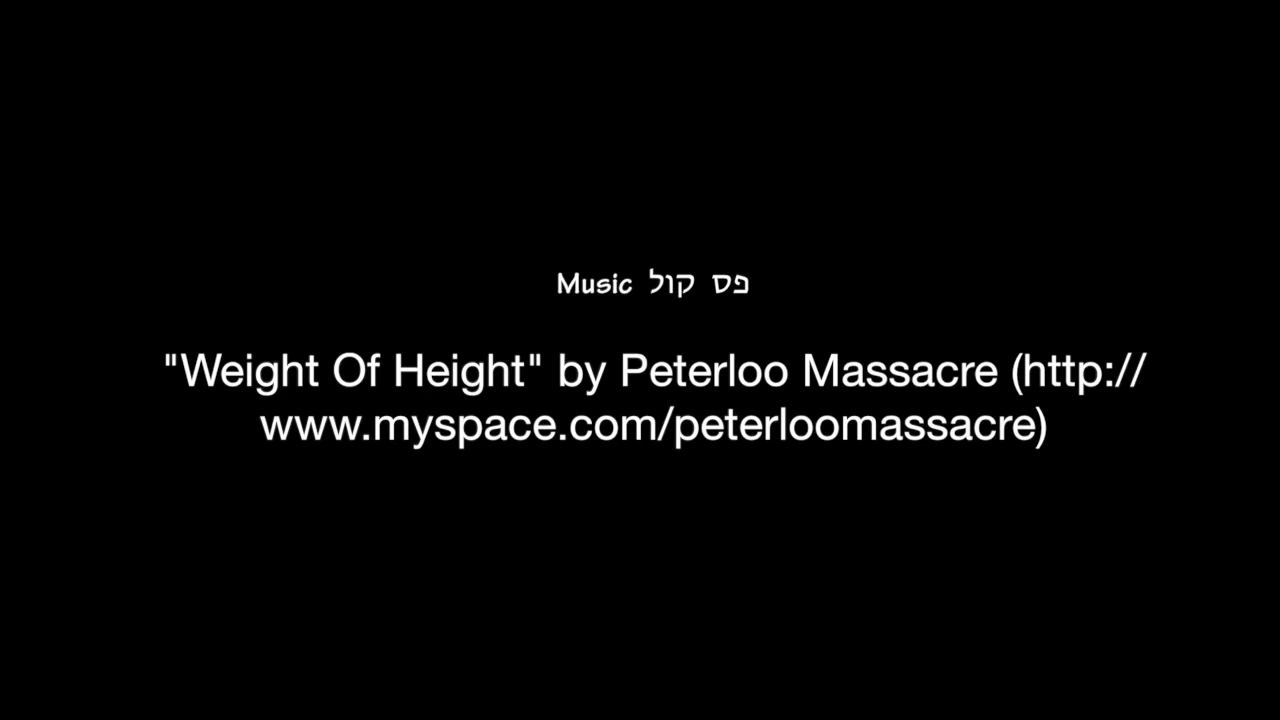 Music פס קול
"Weight Of Height" by Peterloo Massacre (http://
www.myspace.com/peterloomassacre)